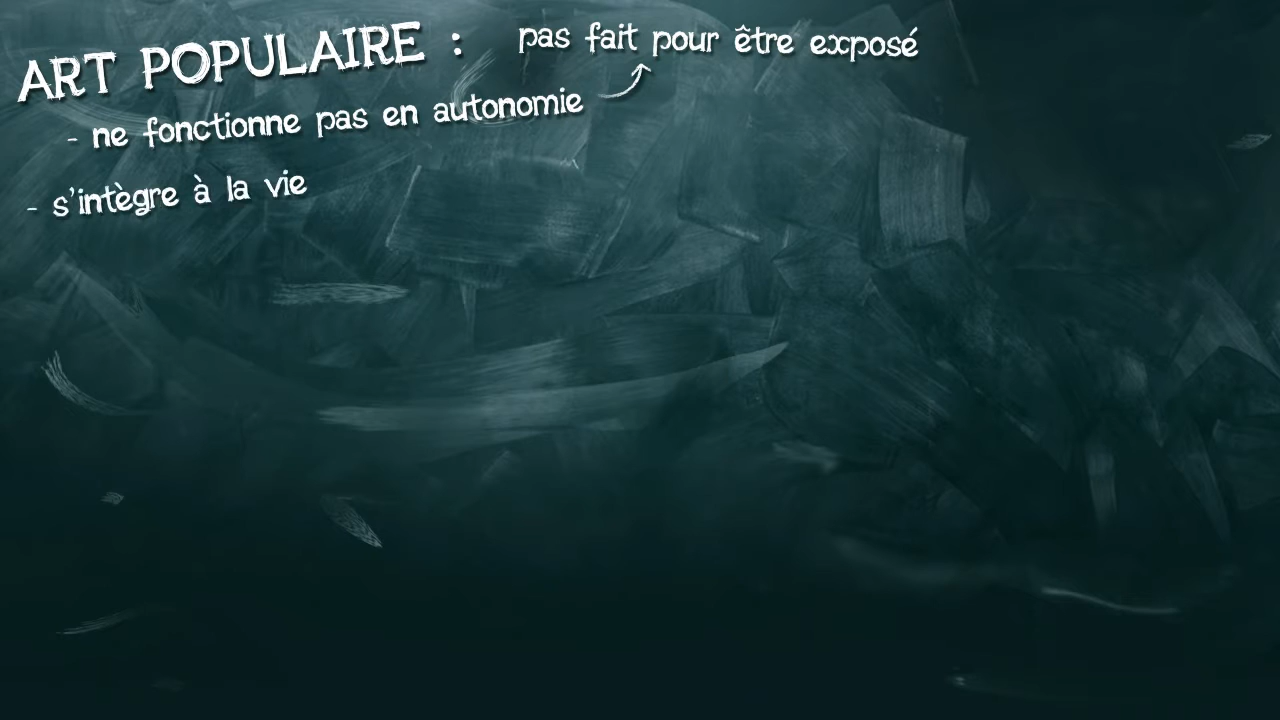 ART POPULAIRE :
pas fait pour être exposé
- ne fonctionne pas en autonomie
- s'intègre à la vie